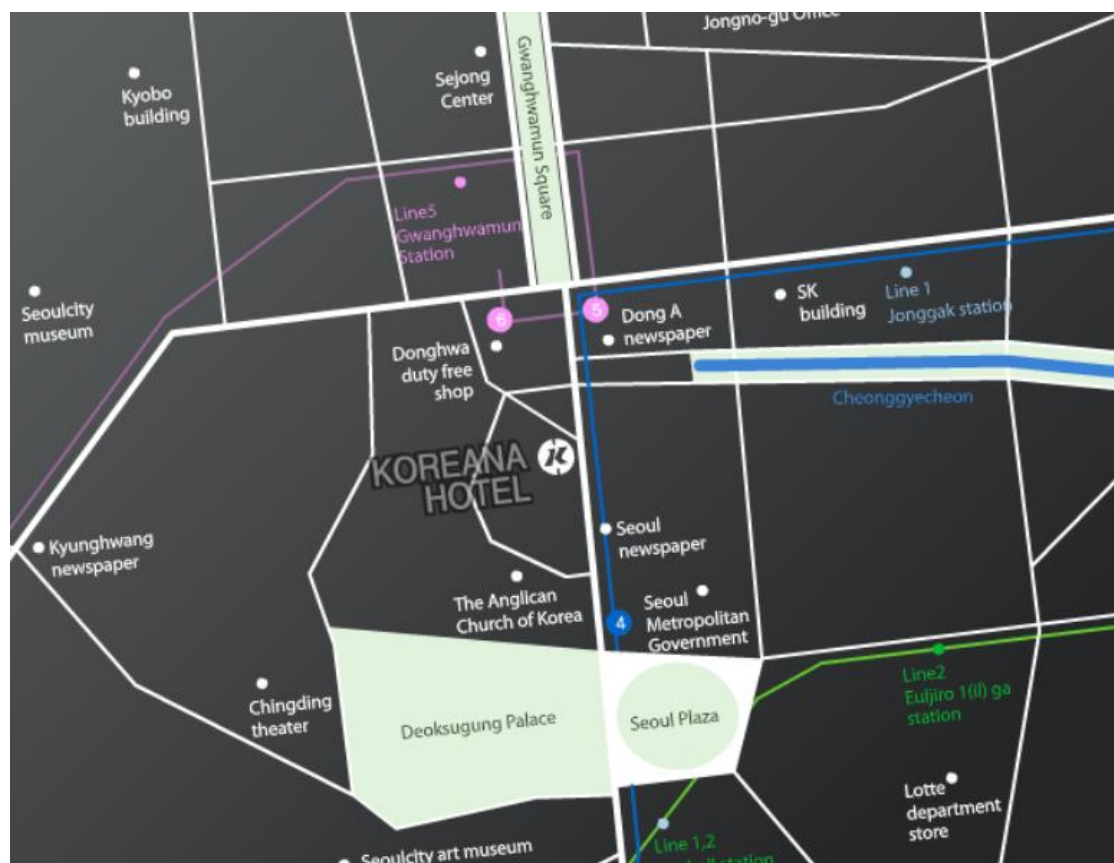 Jongno-gu Office
Gwanghwamun Square
Sejong
Center
Kyobo
building
Line5
Gwanghwamun
Station
Seoulcity
museum
6
5
Dong A
newspaper
SK
building
Line 1
Jonggak station
Donghwa
duty free
shop
Cheonggyecheon
KOREANA
HOTEL
K
Seoul
newspaper
Kyunghwang
newspaper
The Anglican
Church of Korea
4
Seoul
Metropolitan
Government
Chingding
theater
Deoksugung Palace
Seoul Plaza
Line2
Euljiro 1(il) ga
station
Lotte
department
store
Line 1,2
station
Seoulcity art museum